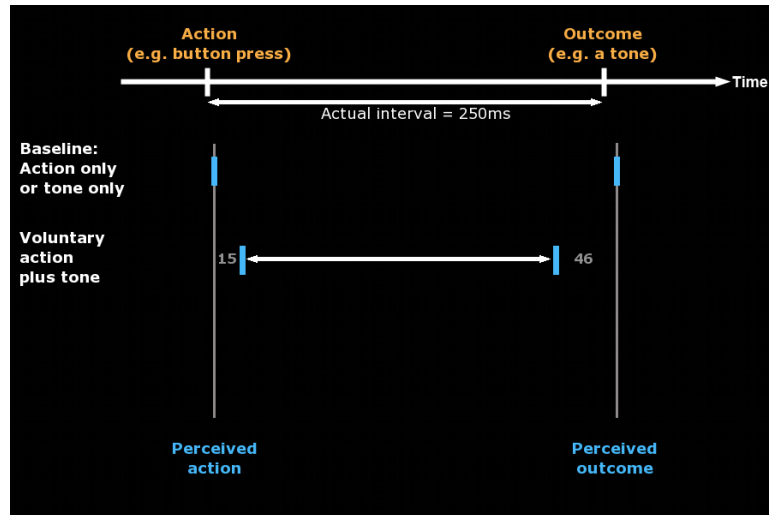 Action
(e.g. button press)
Outcome
(e.g. a tone)
Time
Actual interval = 250ms
Baseline:
Action only
or tone only
Voluntary
action
plus tone
15
46
Perceived
action
Perceived
outcome